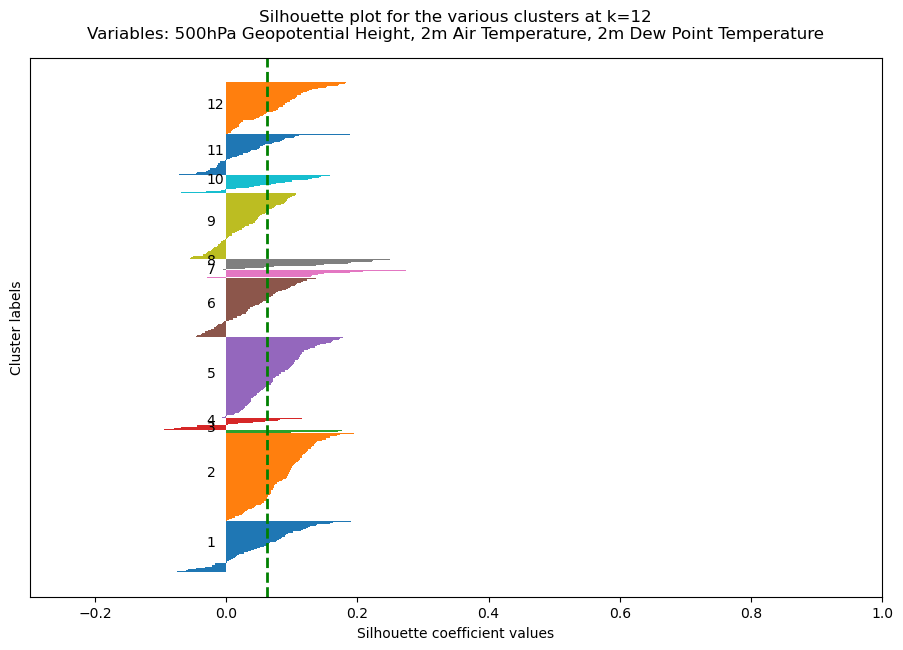 Silhouette plot for the various clusters at k=12
Variables: 500hPa Geopotential Height, 2m Air Temperature, 2m Dew Point Temperature
Cluster labels
12
11
10
9
8
7
6
5
4
3
2
1
−0.2 0.0 0.2 0.4 0.6 0.8 1.0
Silhouette coefficient values